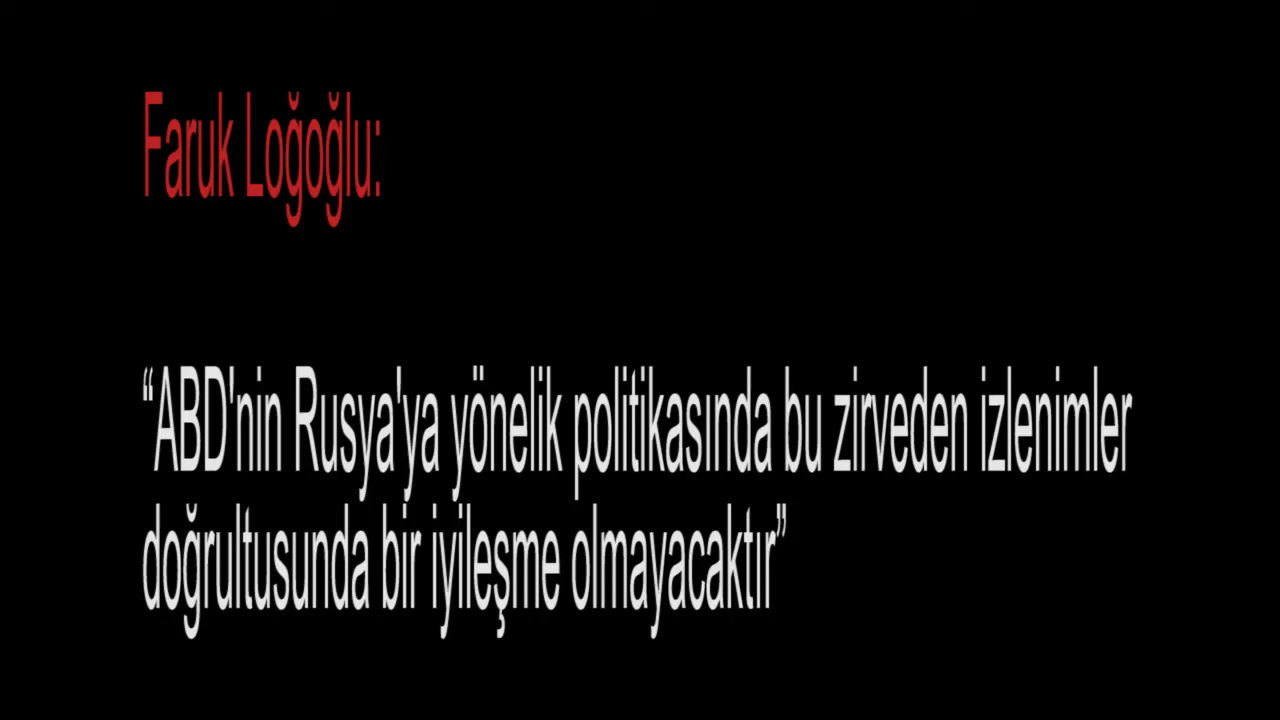 Faruk Loğoğlu:
“ABD'nin Rusya'ya yönelik politikasında bu zirveden izlenimler
doğrultusunda bir iyileşme olmayacaktır”